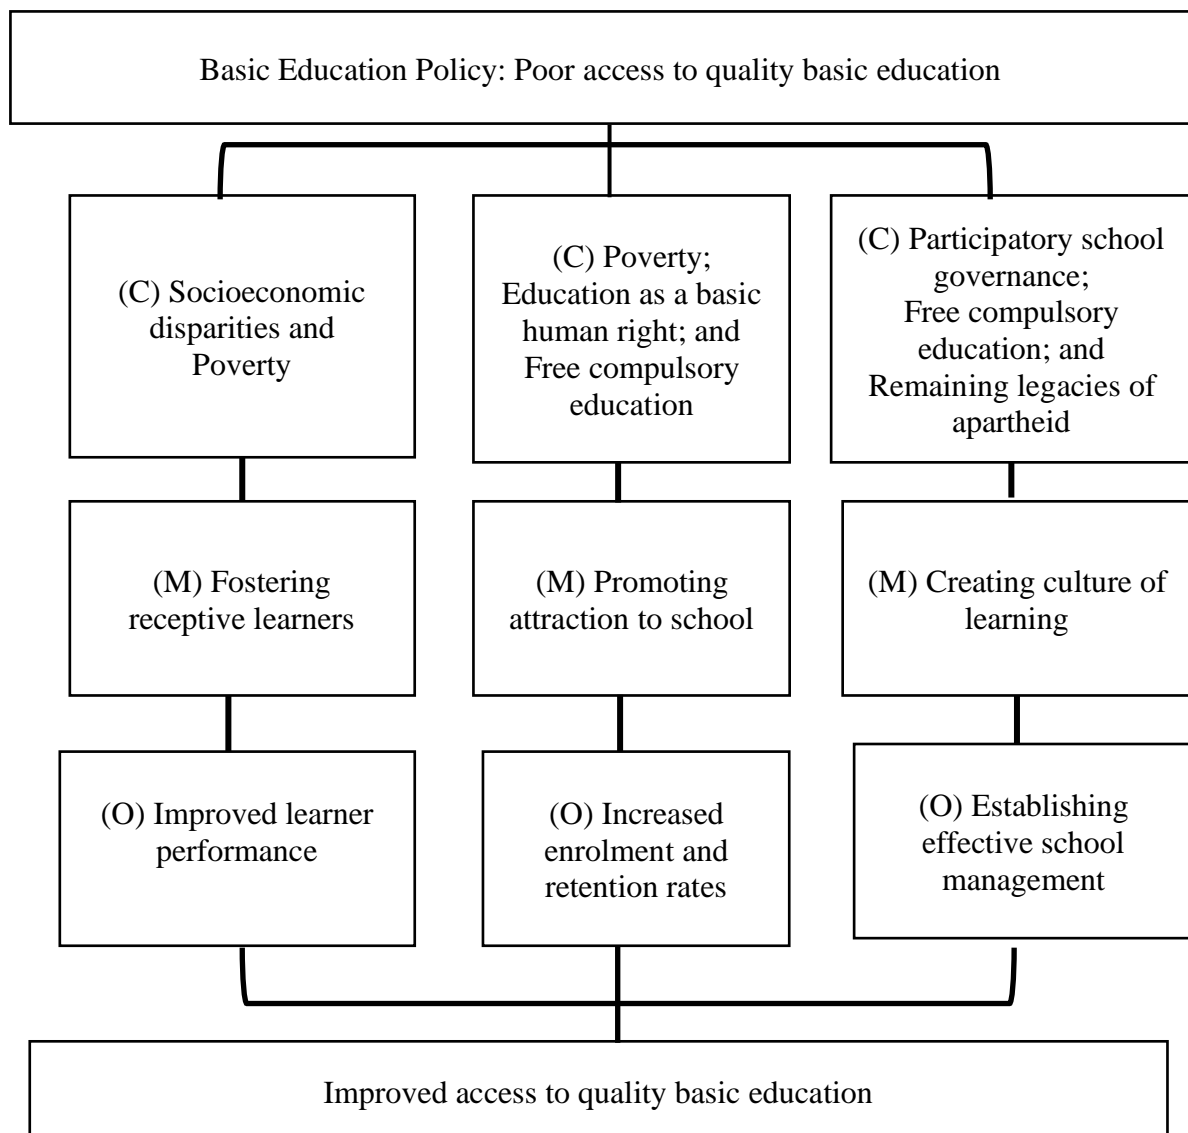 Basic Education Policy: Poor access to quality basic education
(C) Socioeconomic
disparities and
Poverty
(C) Poverty;
Education as a basic
human right; and
Free compulsory
education
(C) Participatory school
governance;
Free compulsory
education; and
Remaining legacies of
apartheid
(M) Fostering
receptive learners
(M) Promoting
attraction to school
(M) Creating culture of
learning
(O) Improved learner
performance
(O) Increased
enrolment and
retention rates
(O) Establishing
effective school
management
Improved access to quality basic education